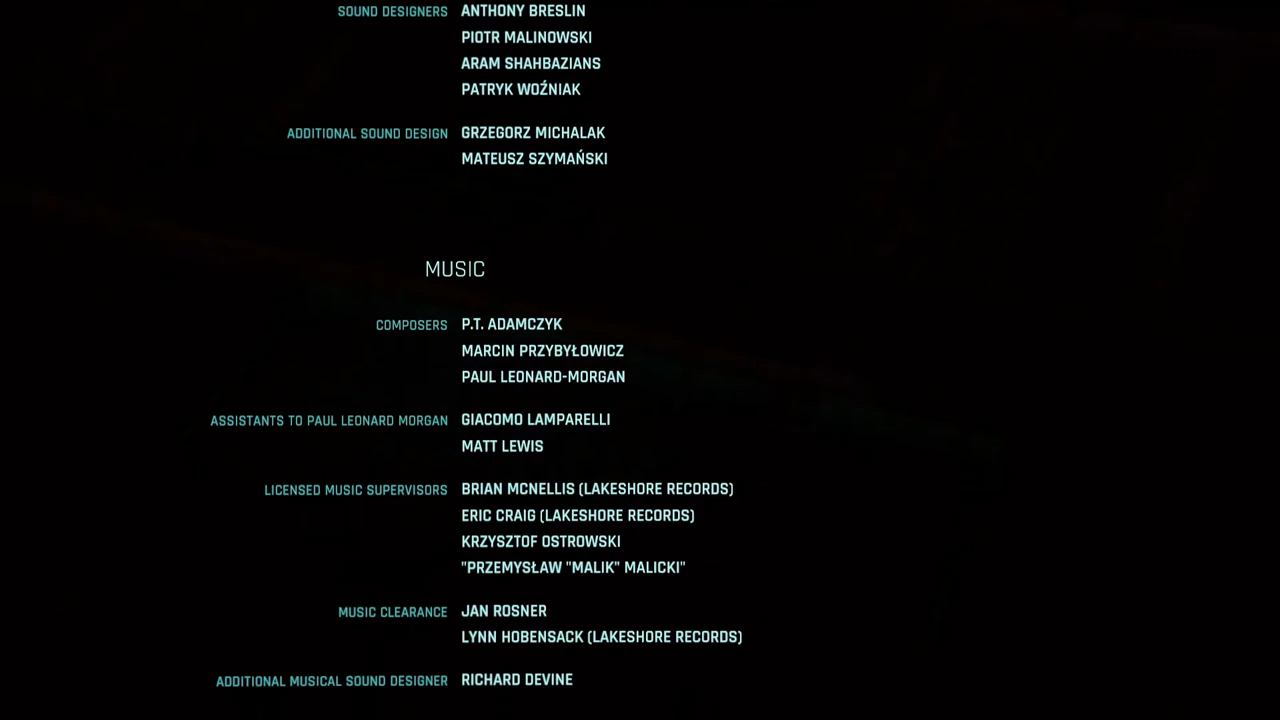 SOUND DESIGNERS ANTHONY BRESLIN
PIOTR MALINOWSKI
ARAM SHAHBAZIANS
PATRYK WOŹNIAK
ADDITIONAL SOUND DESIGN GRZEGORZ MICHALAK
MATEUSZ SZYMAŃSKI
MUSIC
COMPOSERS P.T. ADAMCZYK
MARCIN PRZYBYŁOWICZ
PAUL LEONARD-MORGAN
ASSISTANTS TO PAUL LEONARD MORGAN GIACOMO LAMPARELLI
MATT LEWIS
LICENSED MUSIC SUPERVISORS BRIAN MCNELLIS (LAKESHORE RECORDS)
ERIC CRAIG (LAKESHORE RECORDS)
KRZYSZTOF OSTROWSKI
"PRZEMYSŁAW "MALIK" MALICKI"
MUSIC CLEARANCE JAN ROSNER
LYNN HOBENSACK (LAKESHORE RECORDS)
ADDITIONAL MUSICAL SOUND DESIGNER RICHARD DEVINE